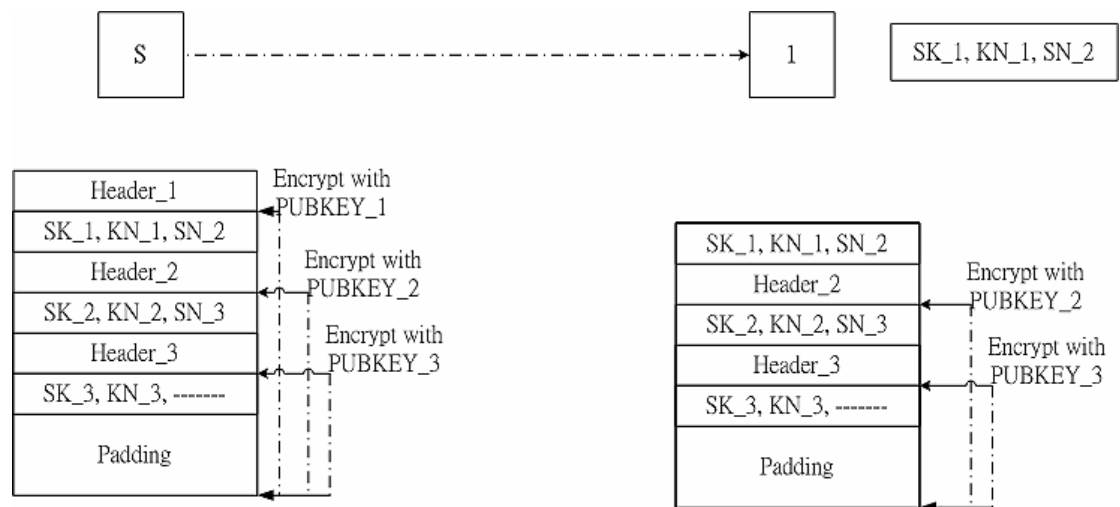 S
1
SK_1, KN_1, SN_2
Header_1
SK_1, KN_1, SN_2
Header_2
SK_2, KN_2, SN_3
Header_3
SK_3, KN_3, -------
Padding
Encrypt with
PUBKEY_1
Encrypt with
PUBKEY_2
Encrypt with
PUBKEY_3
SK_1, KN_1, SN_2
Header_2
SK_2, KN_2, SN_3
Header_3
SK_3, KN_3, -------
Padding
Encrypt with
PUBKEY_2
Encrypt with
PUBKEY_3